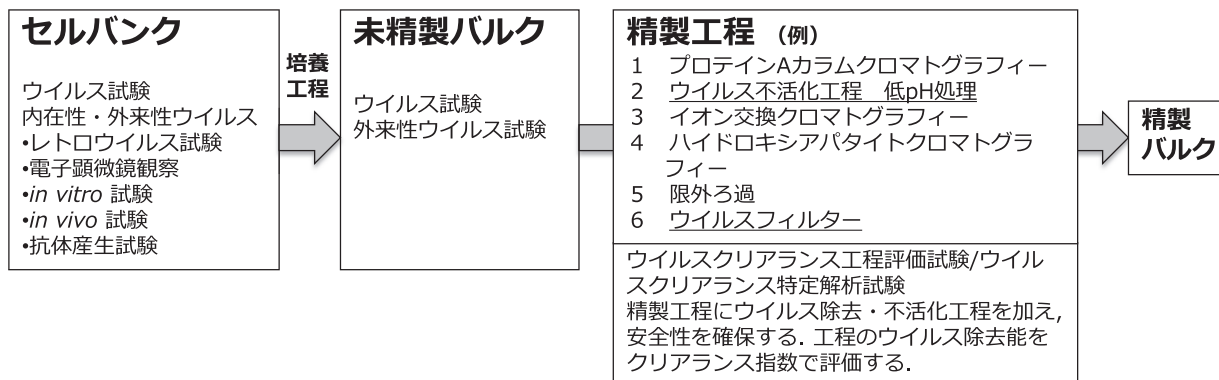 セルバンク
ウイルス試験
内在性・外来性ウイルス
•レトロウイルス試験
•電子顕微鏡観察
•in vitro 試験
•in vivo 試験
•抗体産生試験
培養
工程
未精製バルク
ウイルス試験
外来性ウイルス試験
精製工程（例）
1 プロテインAカラムクロマトグラフィー
2 ウイルス不活化工程　低pH処理
3 イオン交換クロマトグラフィー
4 ハイドロキシアパタイトクロマトグラ
フィー
5 限外ろ過
6 ウイルスフィルター
ウイルスクリアランス工程評価試験/ウイル
スクリアランス特定解析試験
精製工程にウイルス除去・不活化工程を加え,
安全性を確保する. 工程のウイルス除去能を
クリアランス指数で評価する.
精製
バルク